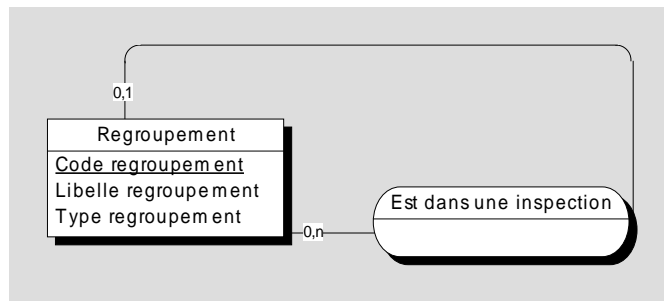 0,1
Regroupement
Code regroupement
Libelle regroupement
Type regroupement
Est dans une inspection
0,n